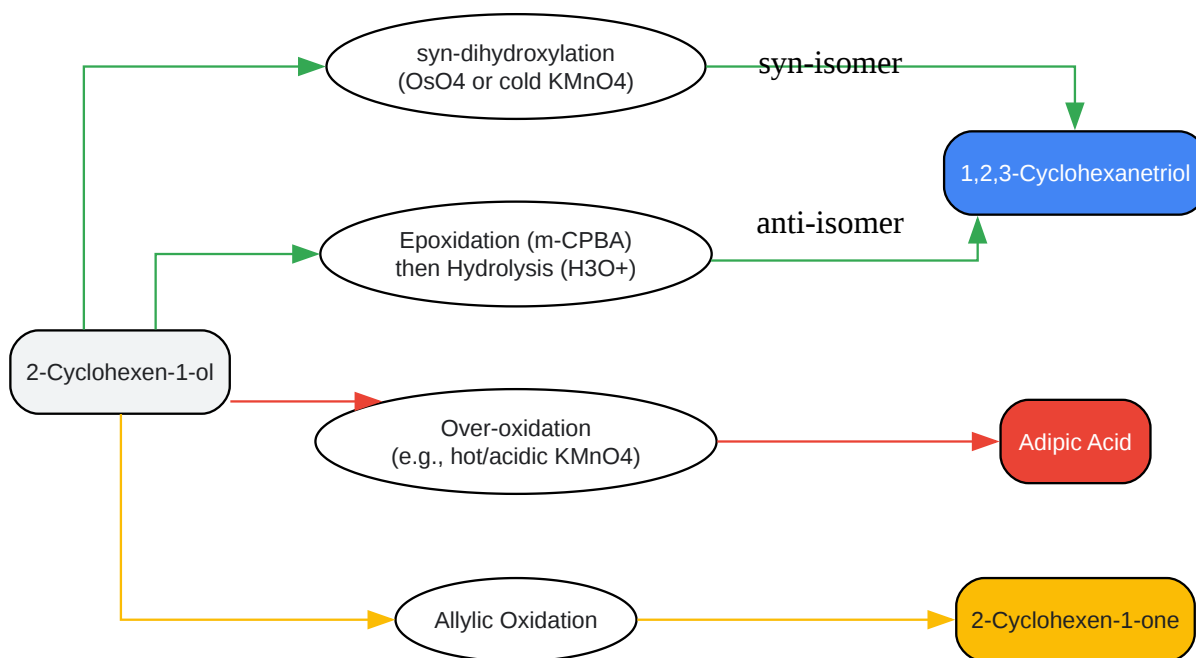 syn-dihydroxylation
(OsO4 or cold KMnO4)
syn-isomer
1,2,3-Cyclohexanetriol
Epoxidation (m-CPBA)
then Hydrolysis (H3O+)
anti-isomer
2-Cyclohexen-1-ol
Over-oxidation
(e.g., hot/acidic KMnO4)
Adipic Acid
Allylic Oxidation
2-Cyclohexen-1-one